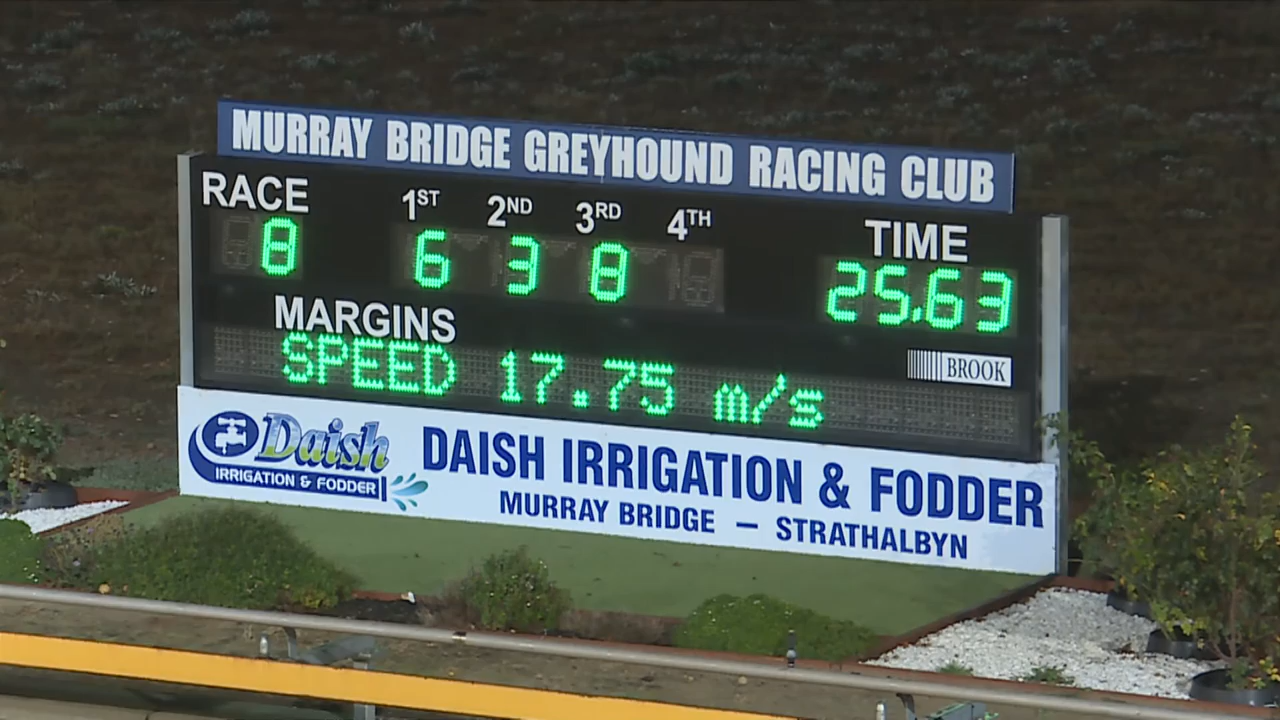 MURRAY BRIDGE GREYHOUND RACING CLUB
RACE 1ST 2ND 3RD 4TH TIME
8 6 3 8 25.63
MARGINS
SPEED 17.75 m/s
BROOK
Daish
IRRIGATION & FODDER
DAISH IRRIGATION & FODDER
MURRAY BRIDGE – STRATHALBYN